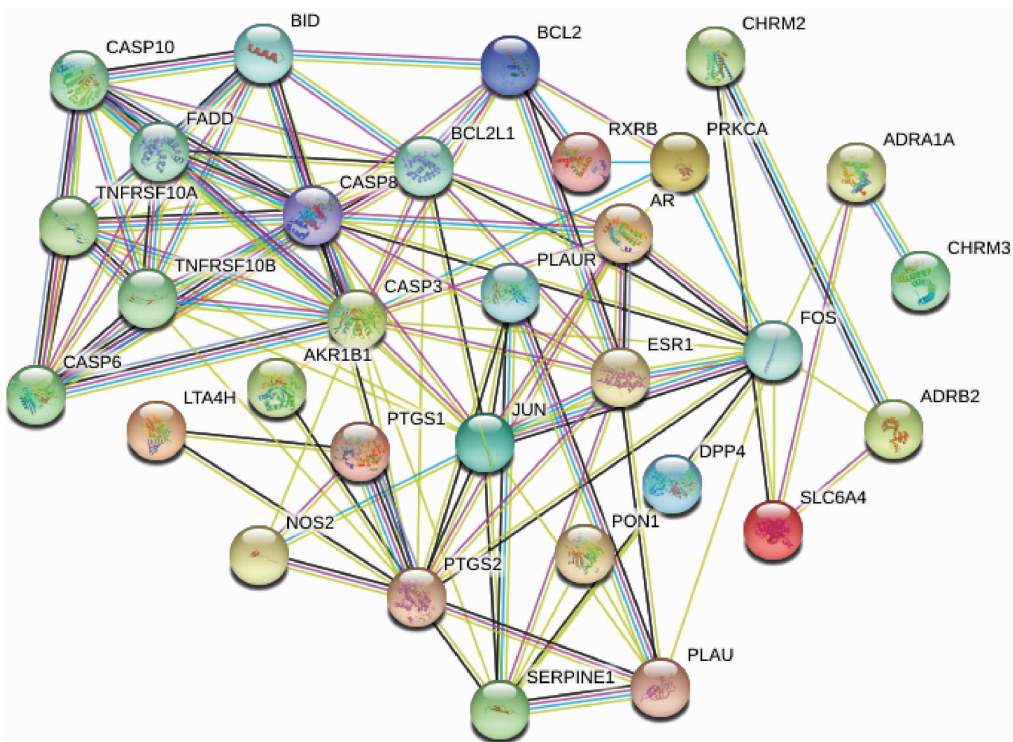 BID
CHRM2
BCL2
CASP10
FADD
BCL2L1
RXRB
PRKCA
ADRA1A
CASP8
TNFRSF10A
AR
CHRM3
PLAUR
TNFRSF10B
CASP3
FOS
AKR1B1
ESR1
CASP6
LTA4H
ADRB2
PTGS1
JUN
DPP4
SLC6A4
NOS2
PON1
PTGS2
PLAU
SERPINE1